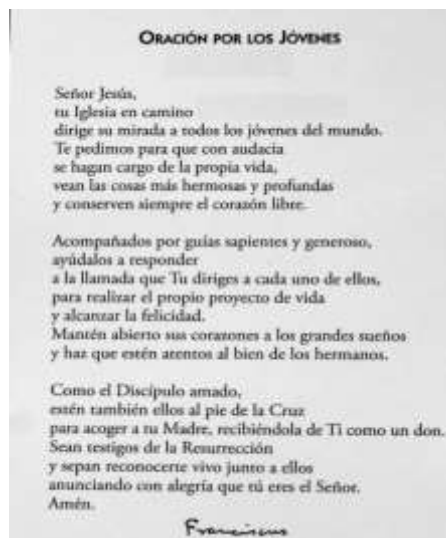 ORACIÓN POR LOS JÓVENES
Señor Jesús,
tu Iglesia en camino
dirige su mirada a todos los jóvenes del mundo.
Te pedimos para que con audacia
se hagan cargo de la propia vida,
vean las cosas más hermosas y profundas
y conserven siempre el corazón libre.
Acompañados por guías sapientes y generoso,
ayúdalos a responder
a la llamada que Tu diriges a cada uno de ellos,
para realizar el propio proyecto de vida
y alcanzar la felicidad.
Mantén abierto sus corazones a los grandes sueños
y haz que estén atentos al bien de los hermanos.
Como el Discípulo amado,
estén también ellos al pie de la Cruz
para acoger a tu Madre, recibiéndola de Ti como un don.
Sean testigos de la Resurrección
y sepan reconocerte vivo junto a ellos
anunciando con alegría que tú eres el Señor.
Amén.
Franciscus